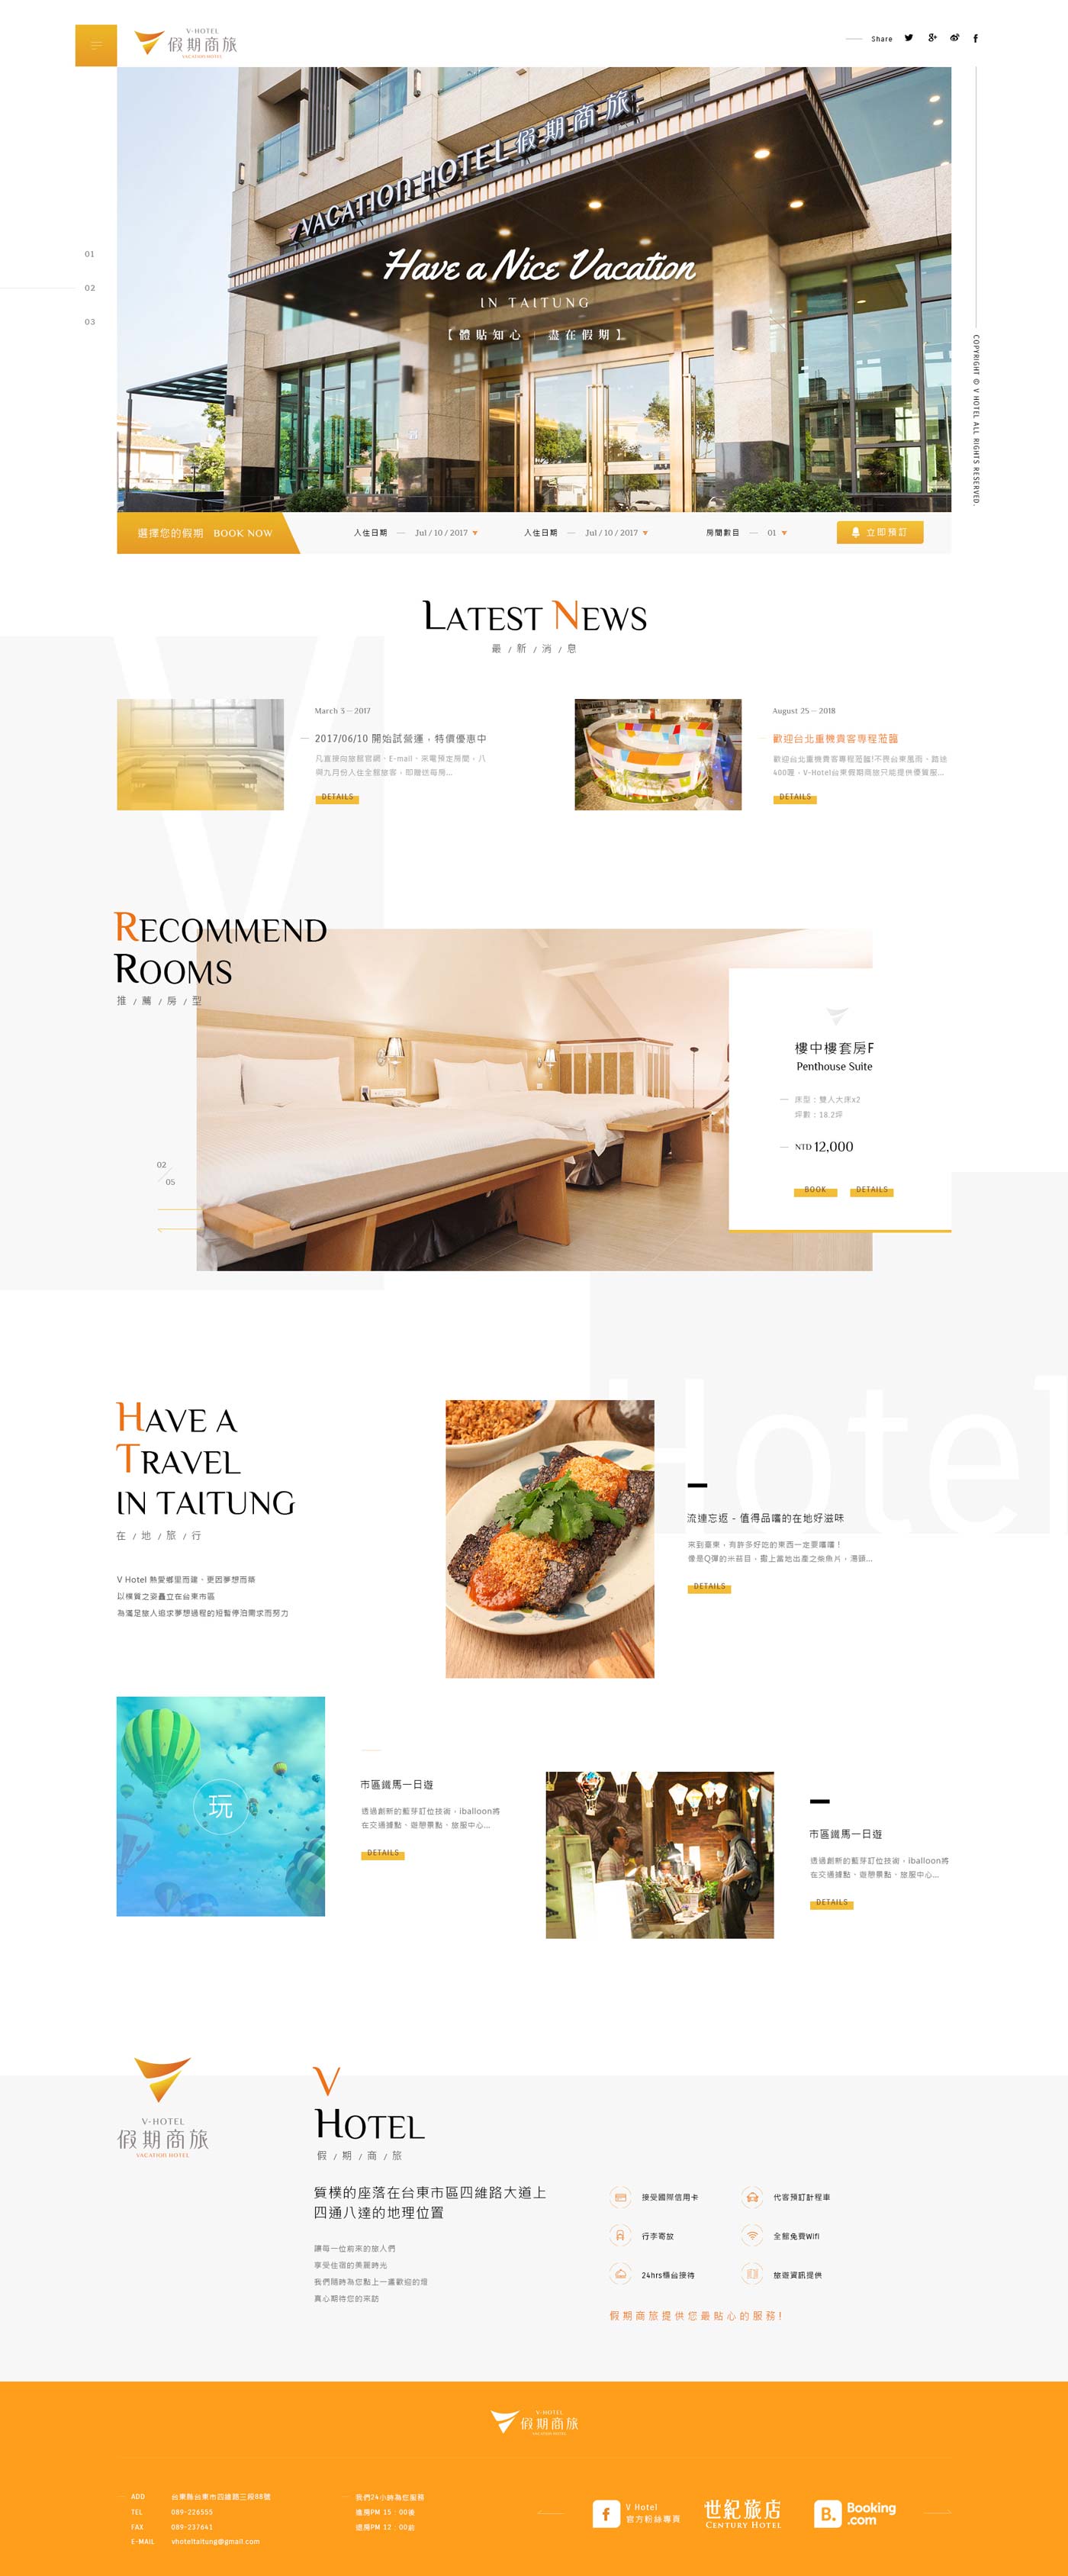 V-HOTEL
假期商旅
VACATION HOTEL
Share
VACATION HOTEL 假期商旅
01
02
03
Have a Nice Vacation
IN TAITUNG
【體貼知心 | 盡在假期】
COPYRIGHT © V HOTEL ALL RIGHTS RESERVED.
選擇您的假期 BOOK NOW
入住日期 — Jul / 10 / 2017
入住日期 — Jul / 10 / 2017
房間數目 — 01
立即預訂
LATEST NEWS
最 / 新 / 消 / 息
March 3 – 2017
2017/06/10 開始試營運，特價優惠中
凡直接向旅館官網、E-mail、來電預定房間，八
與九月份入住全館旅客，即贈送每房...
DETAILS
August 25 – 2018
歡迎台北重機貴客專程蒞臨
歡迎台北重機貴客專程蒞臨!不畏台東風雨、路途
400哩，V-Hotel台東假期商旅只能提供優質服...
DETAILS
RECOMMEND
ROOMS
推 / 薦 / 房 / 型
樓中樓套房F
Penthouse Suite
床型：雙人大床x2
坪數：18.2坪
NTD 12,000
BOOK
DETAILS
02
05
Hotel
HAVE A
TRAVEL
IN TAITUNG
在 / 地 / 旅 / 行
V Hotel 熱愛鄉里而建、更因夢想而築
以樸質之姿矗立在台東市區
為滿足旅人追求夢想過程的短暫停泊需求而努力
流連忘返 - 值得品嚐的在地好滋味
來到臺東，有許多好吃的東西一定要嚐嚐！
像是Q彈的米苔目，撒上當地出產之柴魚片，湯頭...
DETAILS
玩
市區鐵馬一日遊
透過創新的藍芽訂位技術，iballoon將
在交通據點、遊憩景點、旅服中心...
DETAILS
市區鐵馬一日遊
透過創新的藍芽訂位技術，iballoon將
在交通據點、遊憩景點、旅服中心...
DETAILS
V-HOTEL
假期商旅
VACATION HOTEL
V
HOTEL
假 / 期 / 商 / 旅
質樸的座落在台東市區四維路大道上
四通八達的地理位置
讓每一位前來的旅人們
享受住宿的美麗時光
我們隨時為您點上一盞歡迎的燈
真心期待您的來訪
接受國際信用卡
代客預訂計程車
行李寄放
全館免費Wifi
24hrs櫃台接待
旅遊資訊提供
假期商旅提供您最貼心的服務!
V-HOTEL
假期商旅
ADD 台東縣台東市四維路三段88號
TEL 089-226555
FAX 089-237641
E-MAIL vhoteltaitung@gmail.com
我們24小時為您服務
進房PM 15：00後
退房PM 12：00前
V Hotel
官方粉絲專頁
世紀旅店
CENTURY HOTEL
B.
Booking
.com